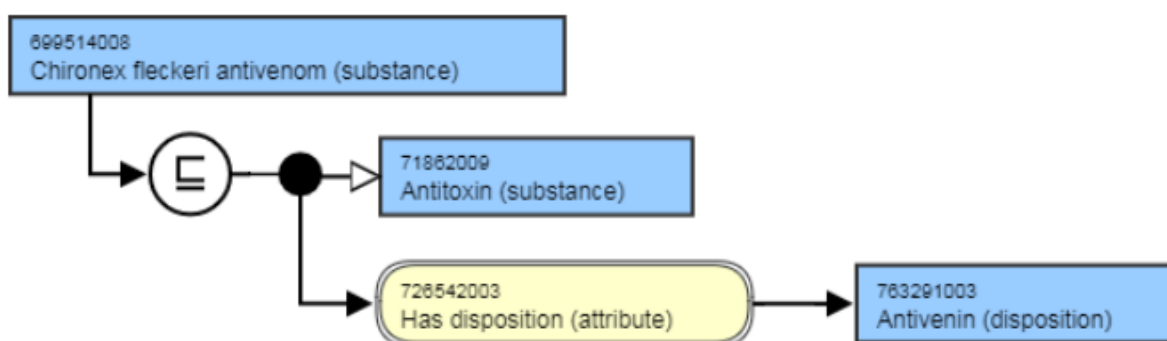 699514008
Chironex fleckeri antivenom (substance)
⊑
71862009
Antitoxin (substance)
726542003
Has disposition (attribute)
763291003
Antivenin (disposition)